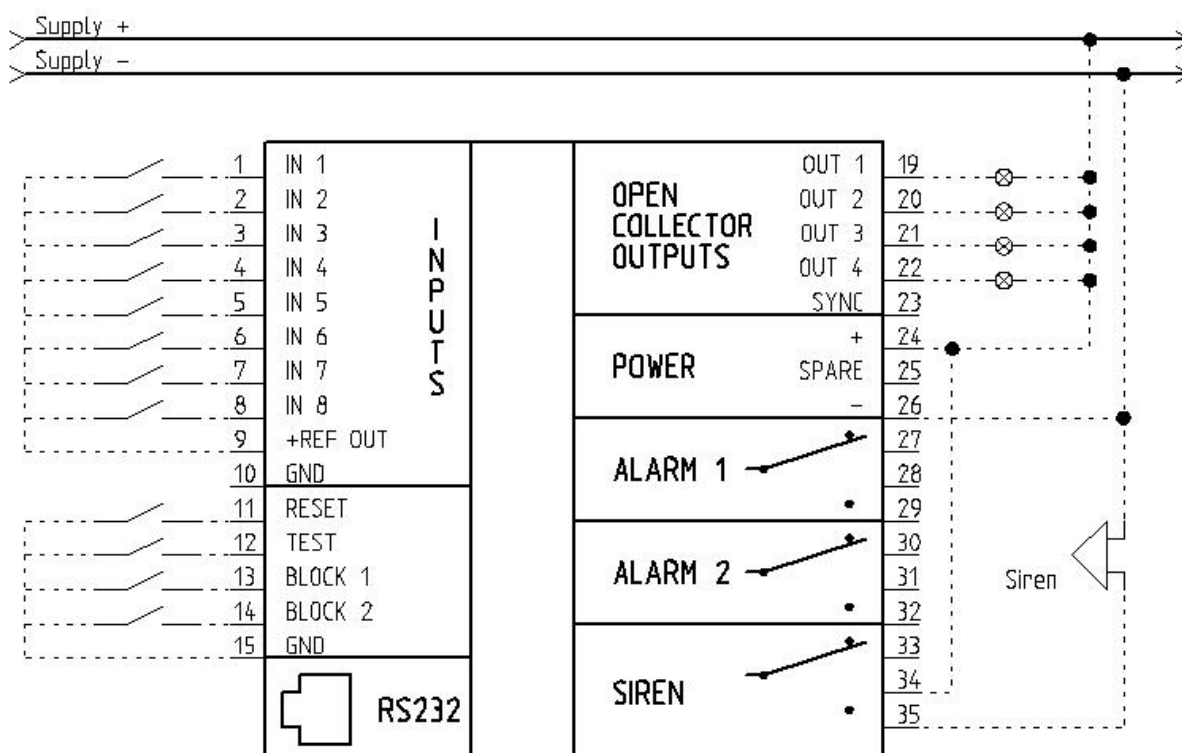 Supply +
Supply -
1 IN 1
2 IN 2
3 IN 3
4 IN 4
5 IN 5
6 IN 6
7 IN 7
8 IN 8
9 +REF OUT
10 GND
INPUTS
11 RESET
12 TEST
13 BLOCK 1
14 BLOCK 2
15 GND
RS232
OPEN
COLLECTOR
OUTPUTS
OUT 1 19
OUT 2 20
OUT 3 21
OUT 4 22
SYNC 23
POWER
+ 24
SPARE 25
- 26
ALARM 1
27
28
29
ALARM 2
30
31
32
SIREN
33
34
35
Siren